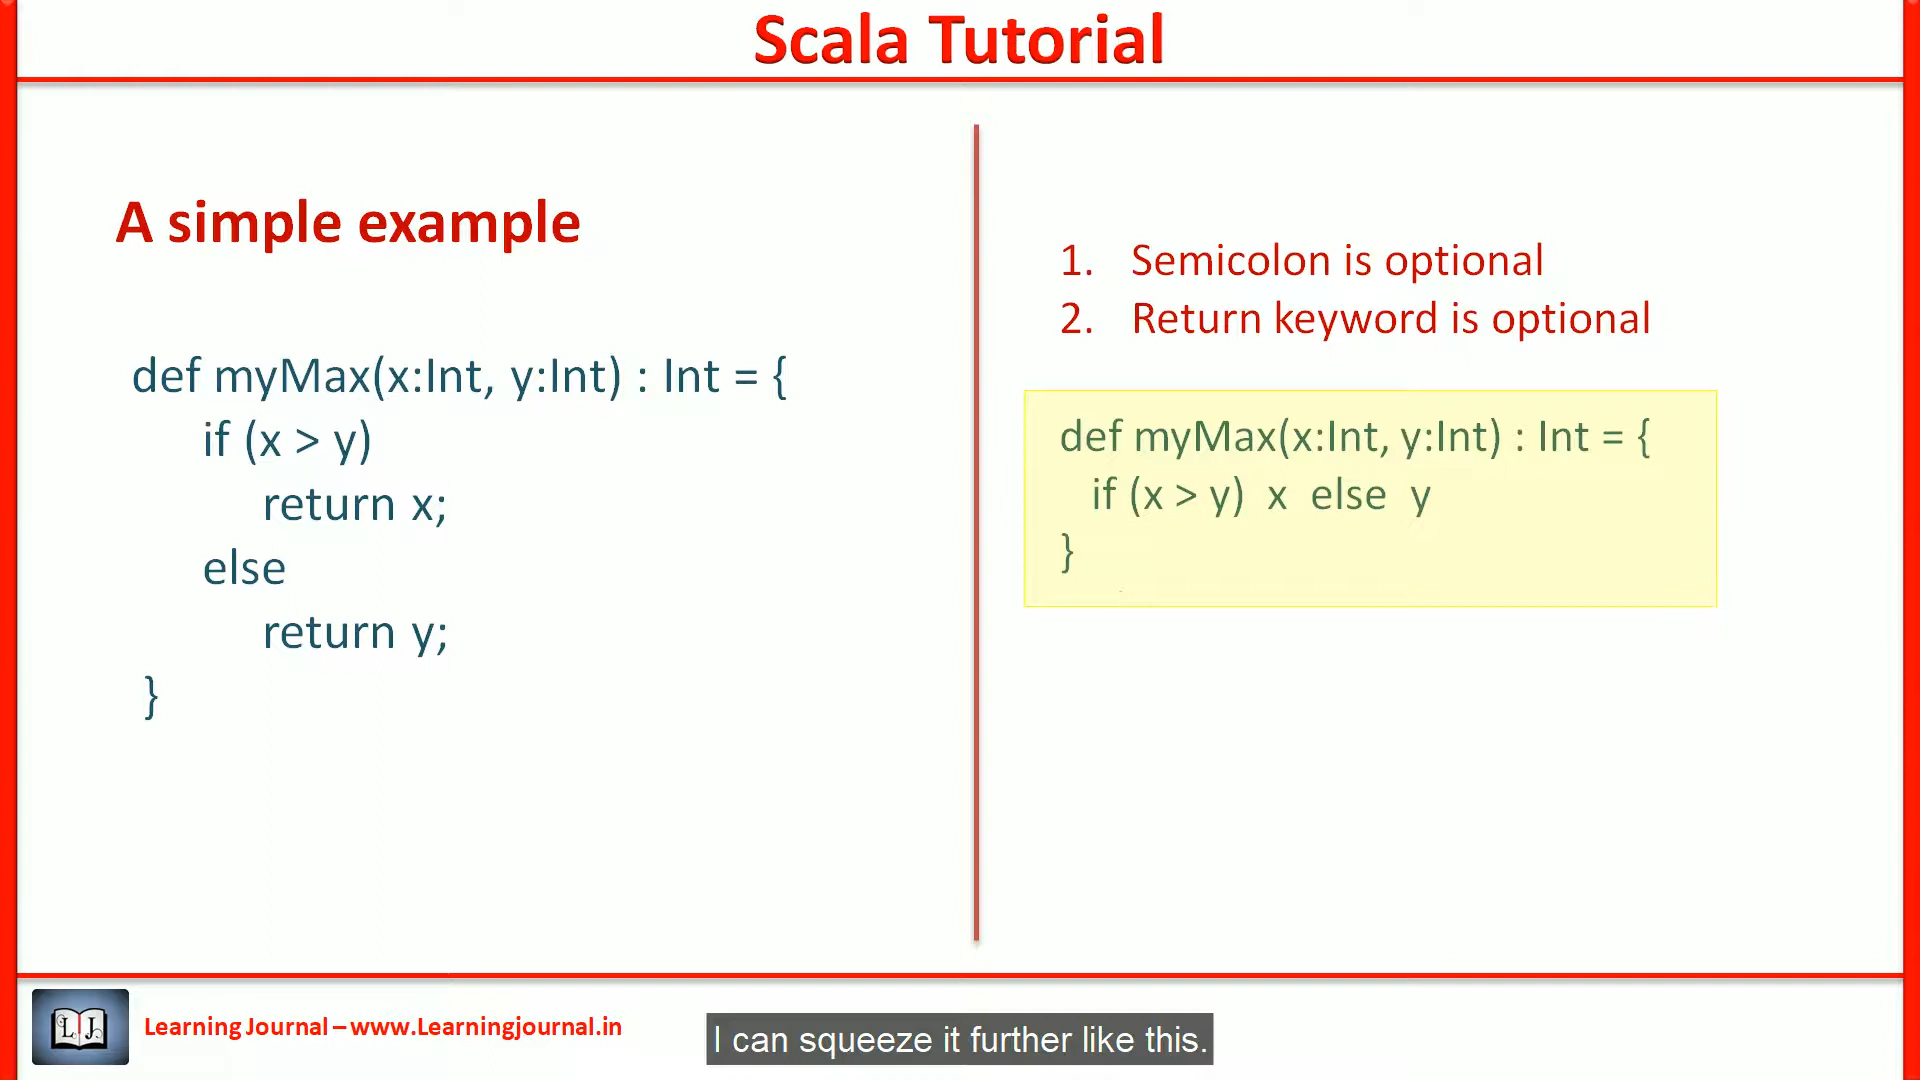 Scala Tutorial
A simple example
def myMax(x:Int, y:Int) : Int = {
if (x > y)
return x;
else
return y;
}
1. Semicolon is optional
2. Return keyword is optional
def myMax(x:Int, y:Int) : Int = {
if (x > y) x else y
}
LJ
Learning Journal – www.Learningjournal.in
I can squeeze it further like this.